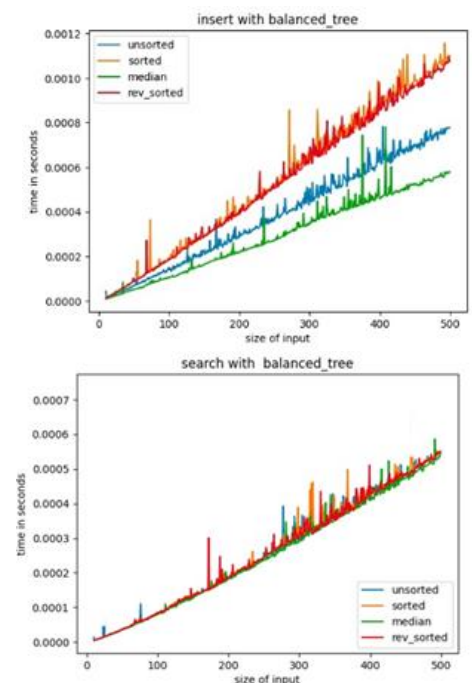 insert with balanced_tree
0.0012
0.0010
0.0008
0.0006
0.0004
0.0002
0.0000
time in seconds
unsorted
sorted
median
rev_sorted
0 100 200 300 400 500
size of input
search with balanced_tree
0.0007
0.0006
0.0005
0.0004
0.0003
0.0002
0.0001
0.0000
time in seconds
unsorted
sorted
median
rev_sorted
0 100 200 300 400 500
size of input